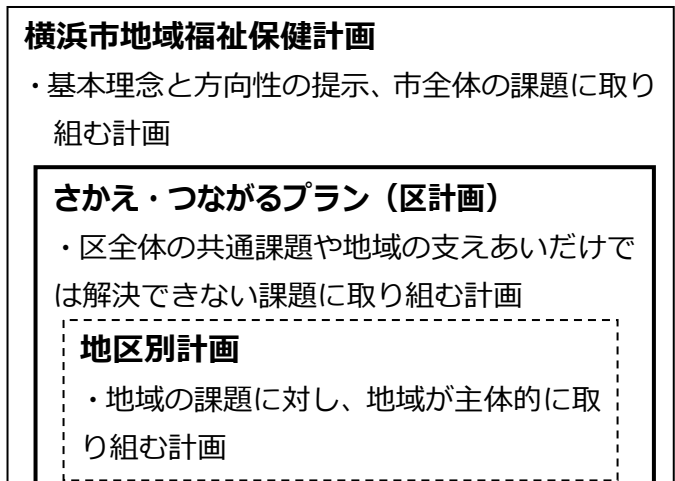 横浜市地域福祉保健計画
・基本理念と方向性の提示、市全体の課題に取り
組む計画
さかえ・つながるプラン（区計画）
・区全体の共通課題や地域の支えあいだけで
は解決できない課題に取り組む計画
地区別計画
・地域の課題に対し、地域が主体的に取
り組む計画